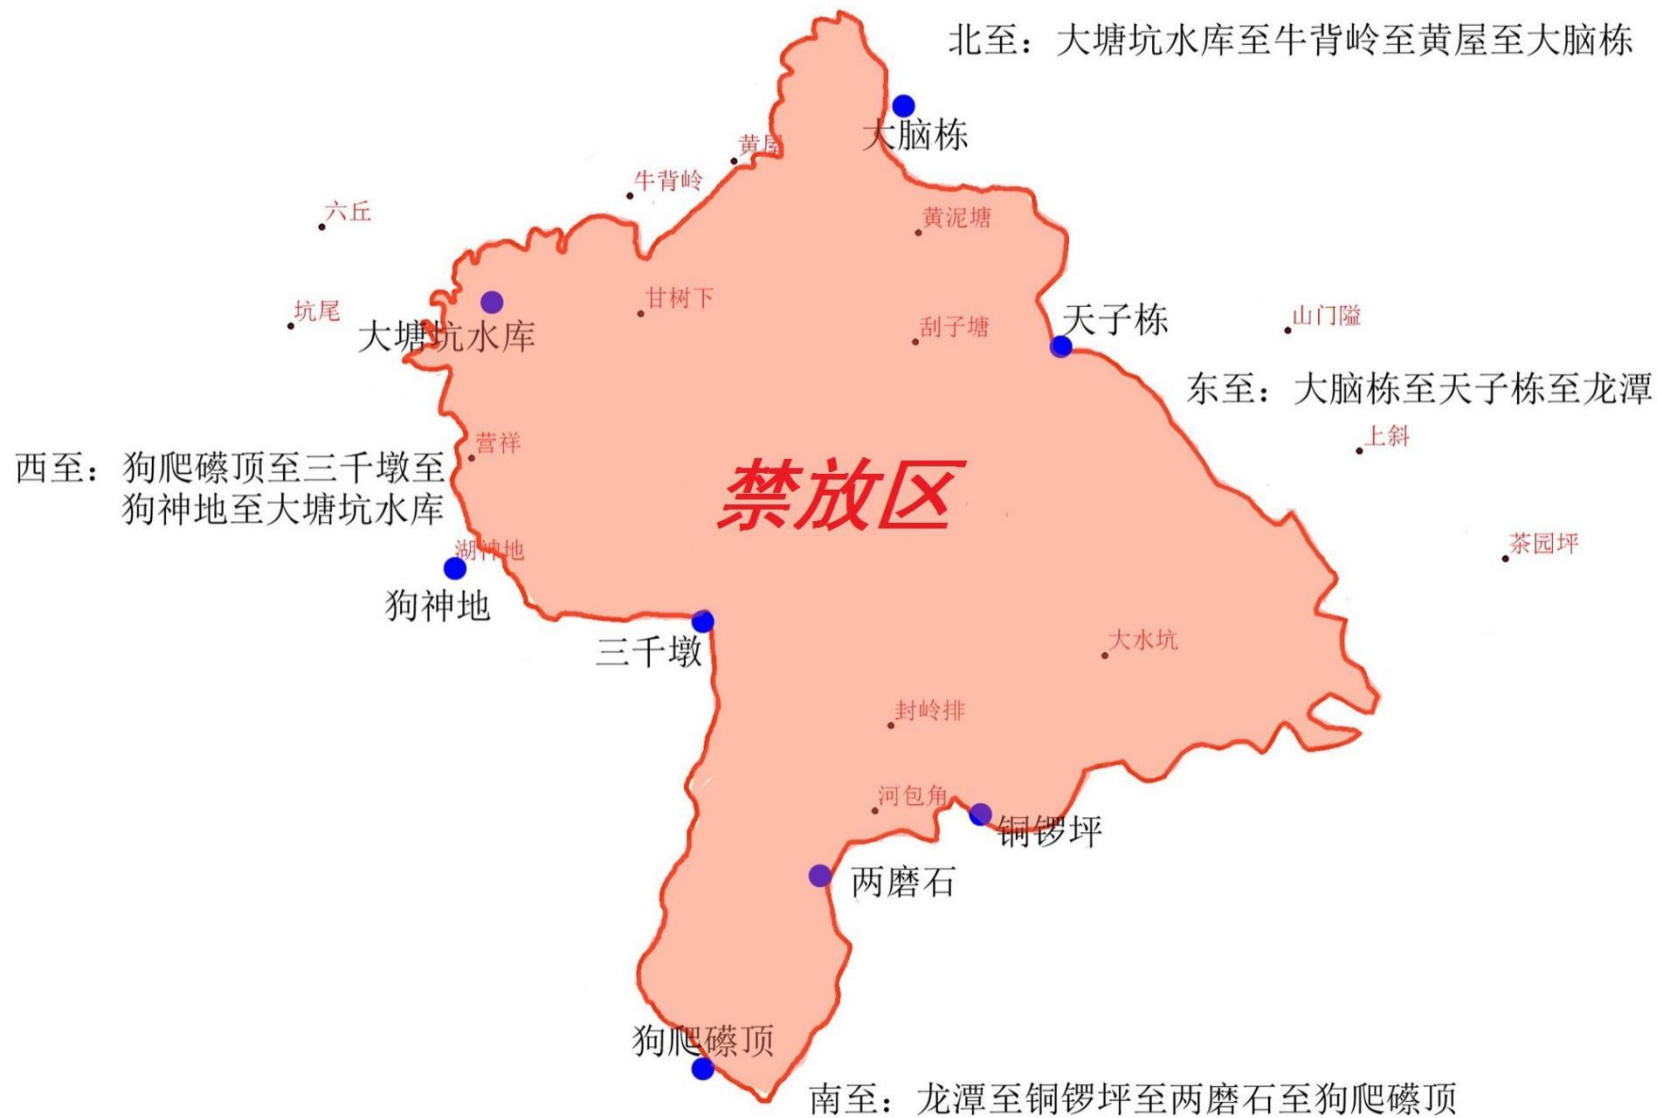 北至：大塘坑水库至牛背岭至黄屋至大脑栋
大脑栋
黄屋
牛背岭
六丘
黄泥塘
甘树下
坑尾
大塘坑水库
刮子塘
天子栋
山门隘
东至：大脑栋至天子栋至龙潭
上斜
营祥
西至：狗爬礤顶至三千墩至
狗神地至大塘坑水库
禁放区
湖神地
茶园坪
狗神地
三千墩
大水坑
封岭排
河包角
铜锣坪
两磨石
狗爬礤顶
南至：龙潭至铜锣坪至两磨石至狗爬礤顶